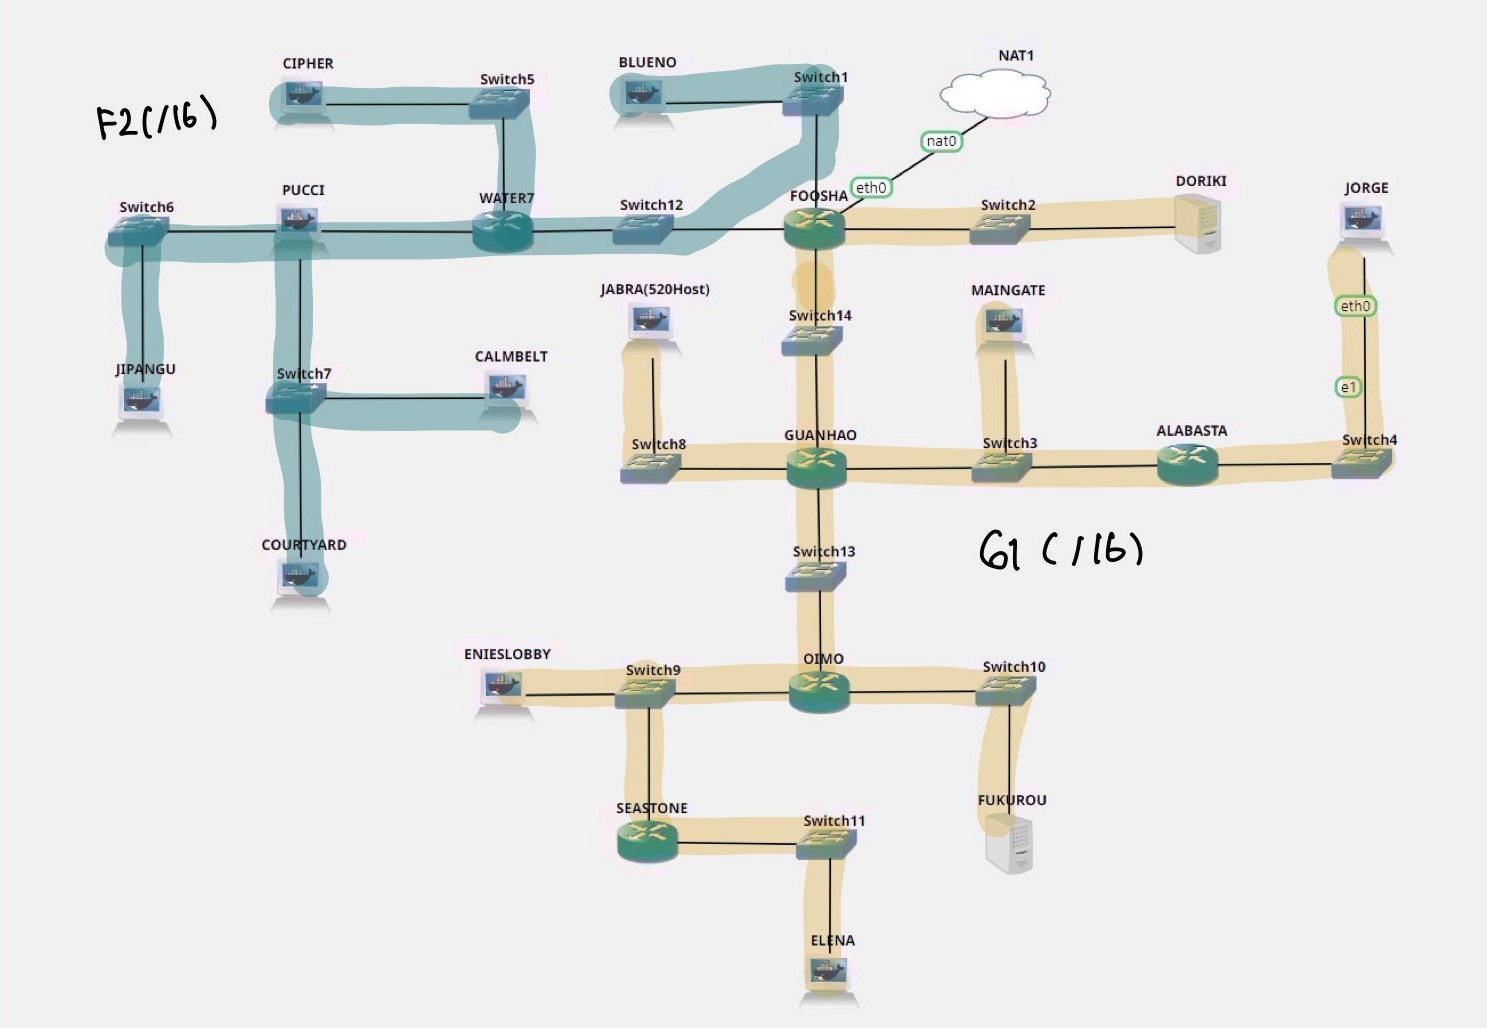 NAT1
CIPHER
BLUENO
Switch5
Switch1
F2(/16)
nat0
eth0
DORIKI
JORGE
PUCCI
WATER7
FOOSHA
Switch6
Switch12
Switch2
JABRA(520Host)
MAINGATE
eth0
Switch14
CALMBELT
JIPANGU
Switch7
e1
GUANHAO
ALABASTA
Switch8
Switch3
Switch4
COURTYARD
Switch13
G1 (/16)
ENIESLOBBY
Switch9
OIMO
Switch10
SEASTONE
FUKUROU
Switch11
ELENA